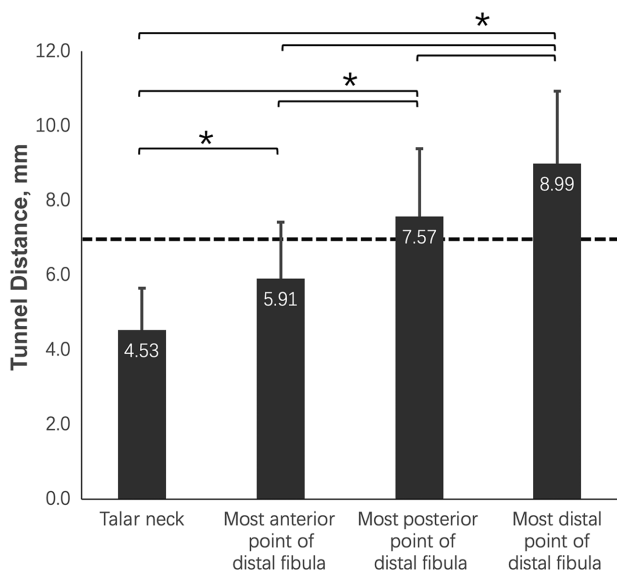 *
12.0
*
10.0
*
8.0
8.99
7.57
6.0
5.91
4.53
4.0
2.0
0.0
Tunnel Distance, mm
Talar neck
Most anterior
point of
distal fibula
Most posterior
point of
distal fibula
Most distal
point of
distal fibula